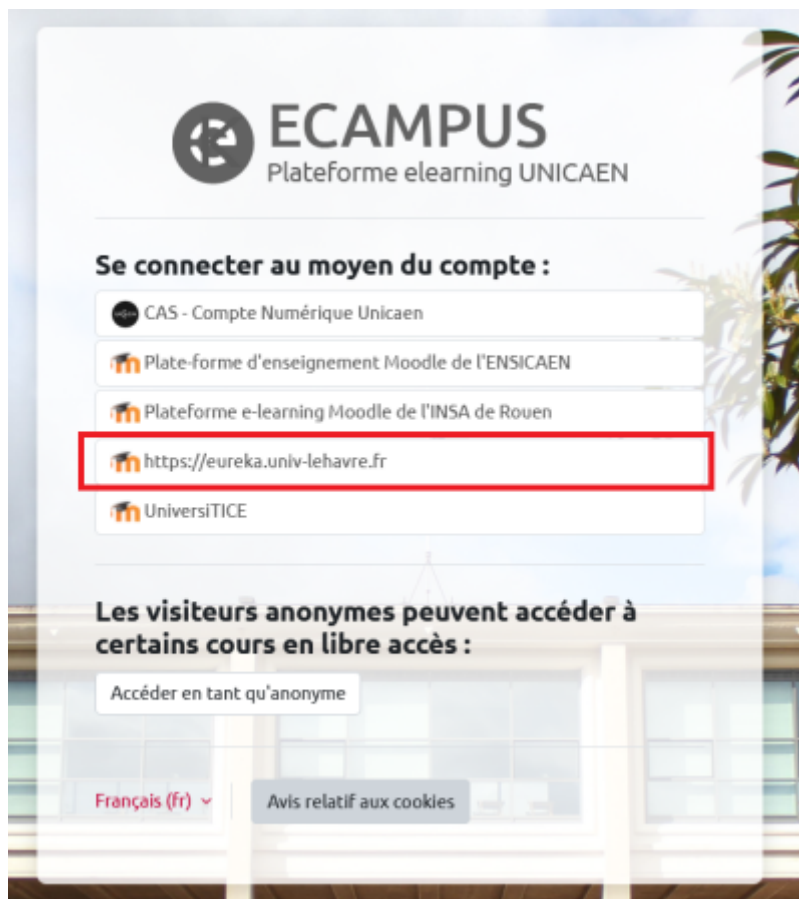 ECAMPUS
Plateforme elearning UNICAEN
Se connecter au moyen du compte :
CAS - Compte Numérique Unicaen
Plate-forme d'enseignement Moodle de l'ENSICAEN
Plateforme e-learning Moodle de l'INSA de Rouen
https://eureka.univ-lehavre.fr
UniversiTICE
Les visiteurs anonymes peuvent accéder à
certains cours en libre accès :
Accéder en tant qu'anonyme
Français (fr)
Avis relatif aux cookies